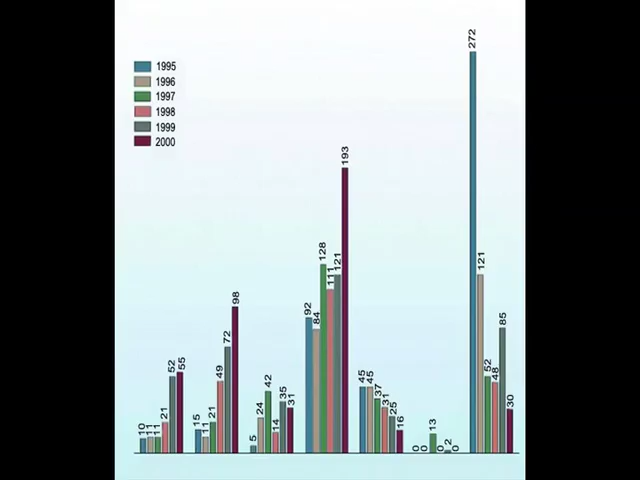 1995
1996
1997
1998
1999
2000
10 11 11 21 52 55
15 11 21 49 72 98
5 24 42 14 35 31
92 84 128 111 121 193
45 45 37 31 25 16
0 0 13 0 2 0
272 121 52 48 85 30